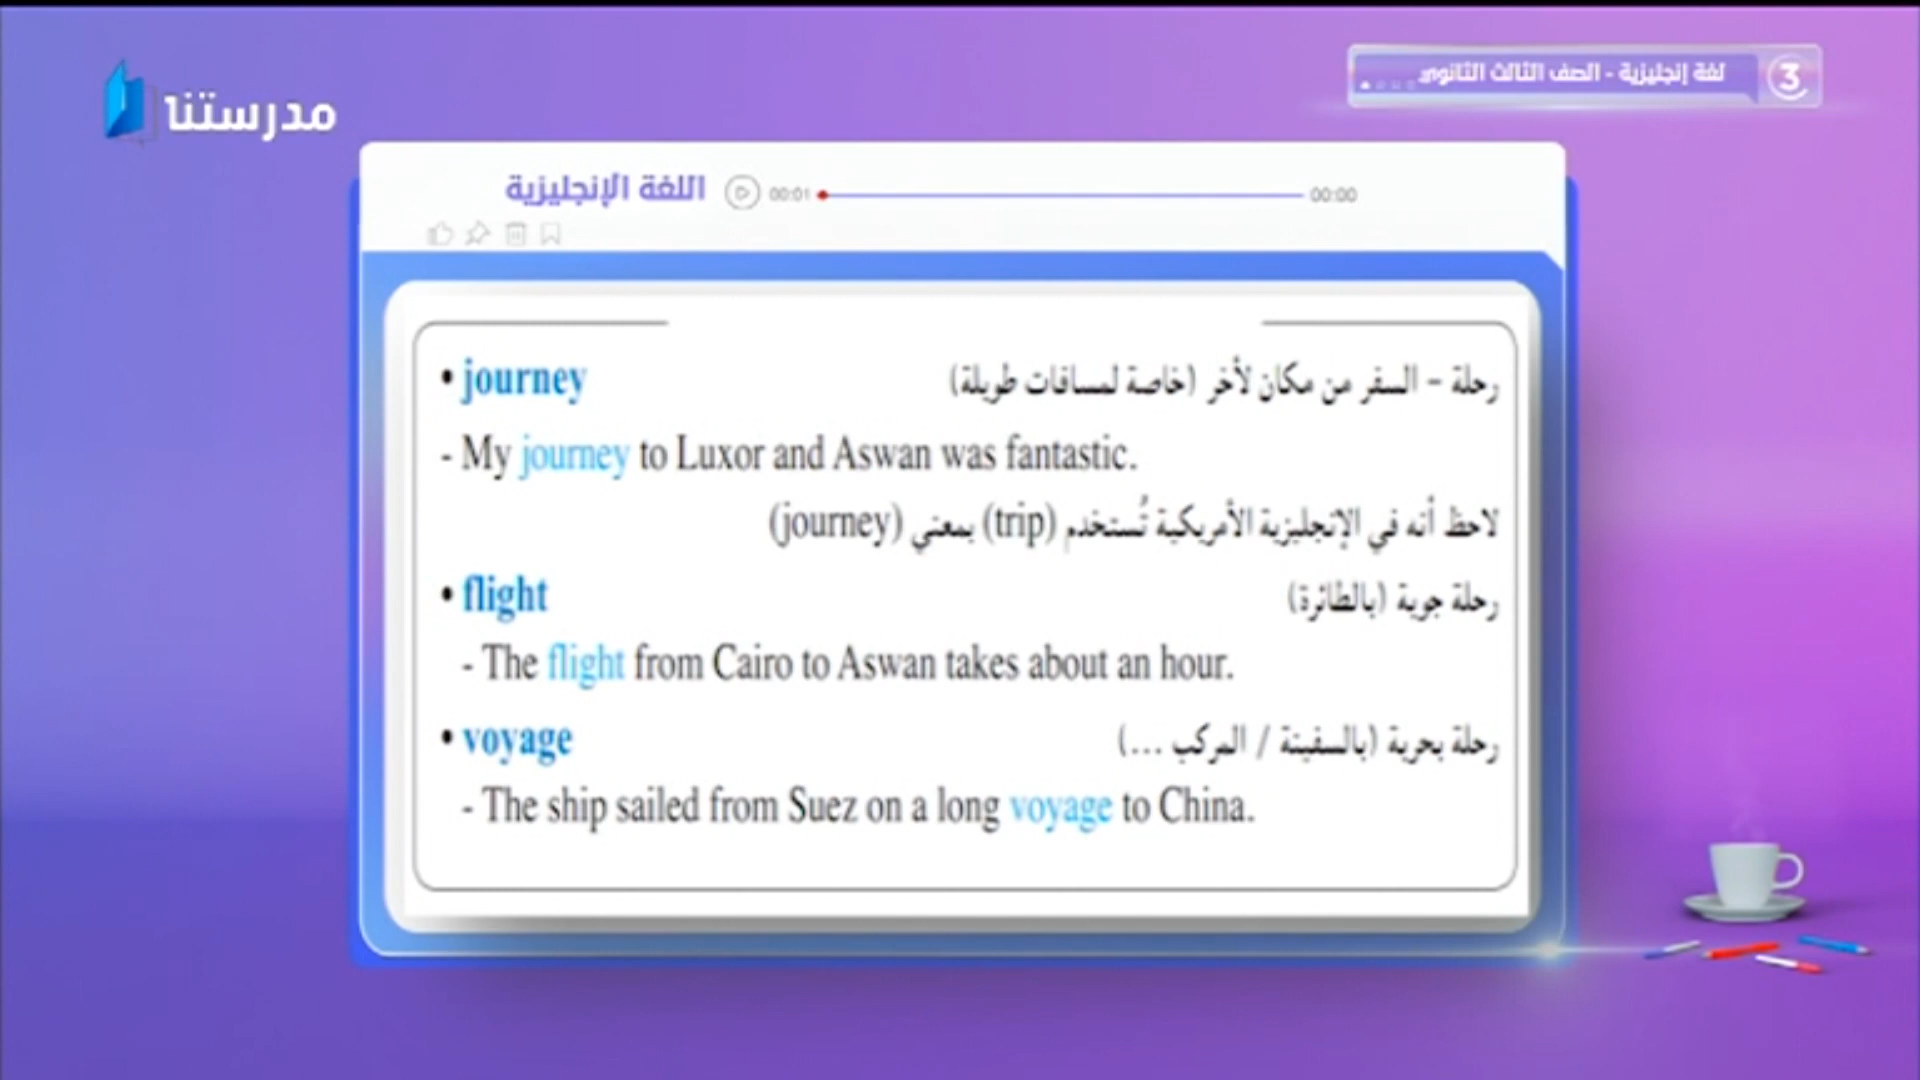 مدرستنا
لغة إنجليزية - الصف الثالث الثانوي
3
اللغة الإنجليزية 00:01 00:00
• journey رحلة – السفر من مكان لأخر (خاصة لمسافات طويلة)
- My journey to Luxor and Aswan was fantastic.
لاحظ أنه في الإنجليزية الأمريكية تُستخدم (trip) بمعني (journey)
• flight رحلة جوية (بالطائرة)
- The flight from Cairo to Aswan takes about an hour.
• voyage رحلة بحرية (بالسفينة / المركب ...)
- The ship sailed from Suez on a long voyage to China.